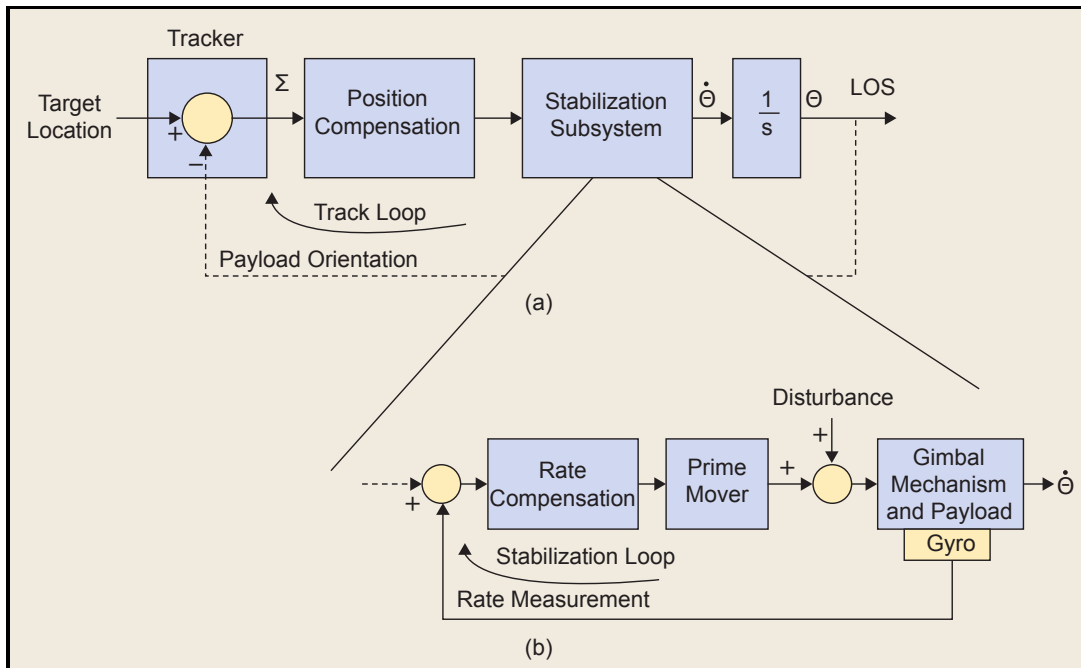 Tracker
Target
Location
+
−
Σ
Position
Compensation
Stabilization
Subsystem
Θ̇
1
s
Θ
LOS
Track Loop
Payload Orientation
(a)
Disturbance
+
+
Rate
Compensation
Prime
Mover
+
Gimbal
Mechanism
and Payload
Θ̇
Gyro
Stabilization Loop
Rate Measurement
(b)